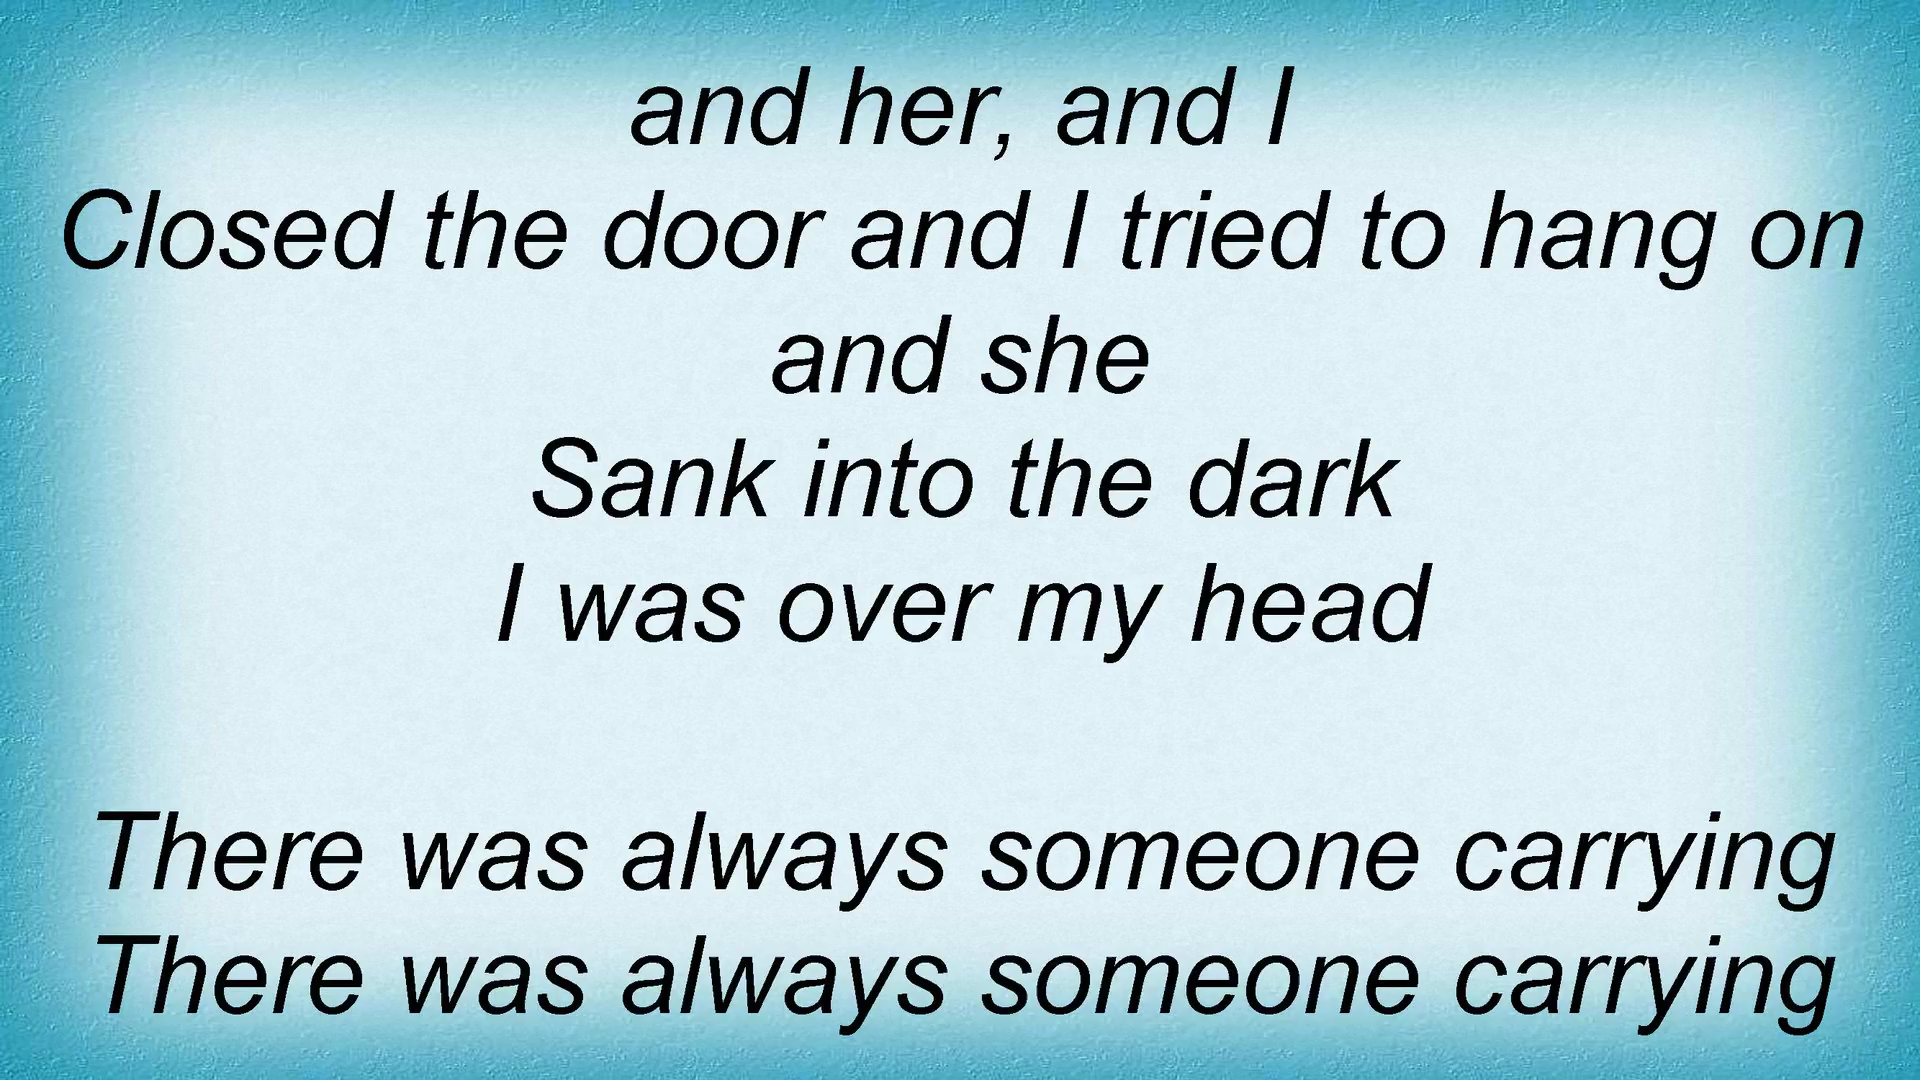 and her, and I
Closed the door and I tried to hang on
and she
Sank into the dark
I was over my head
There was always someone carrying
There was always someone carrying